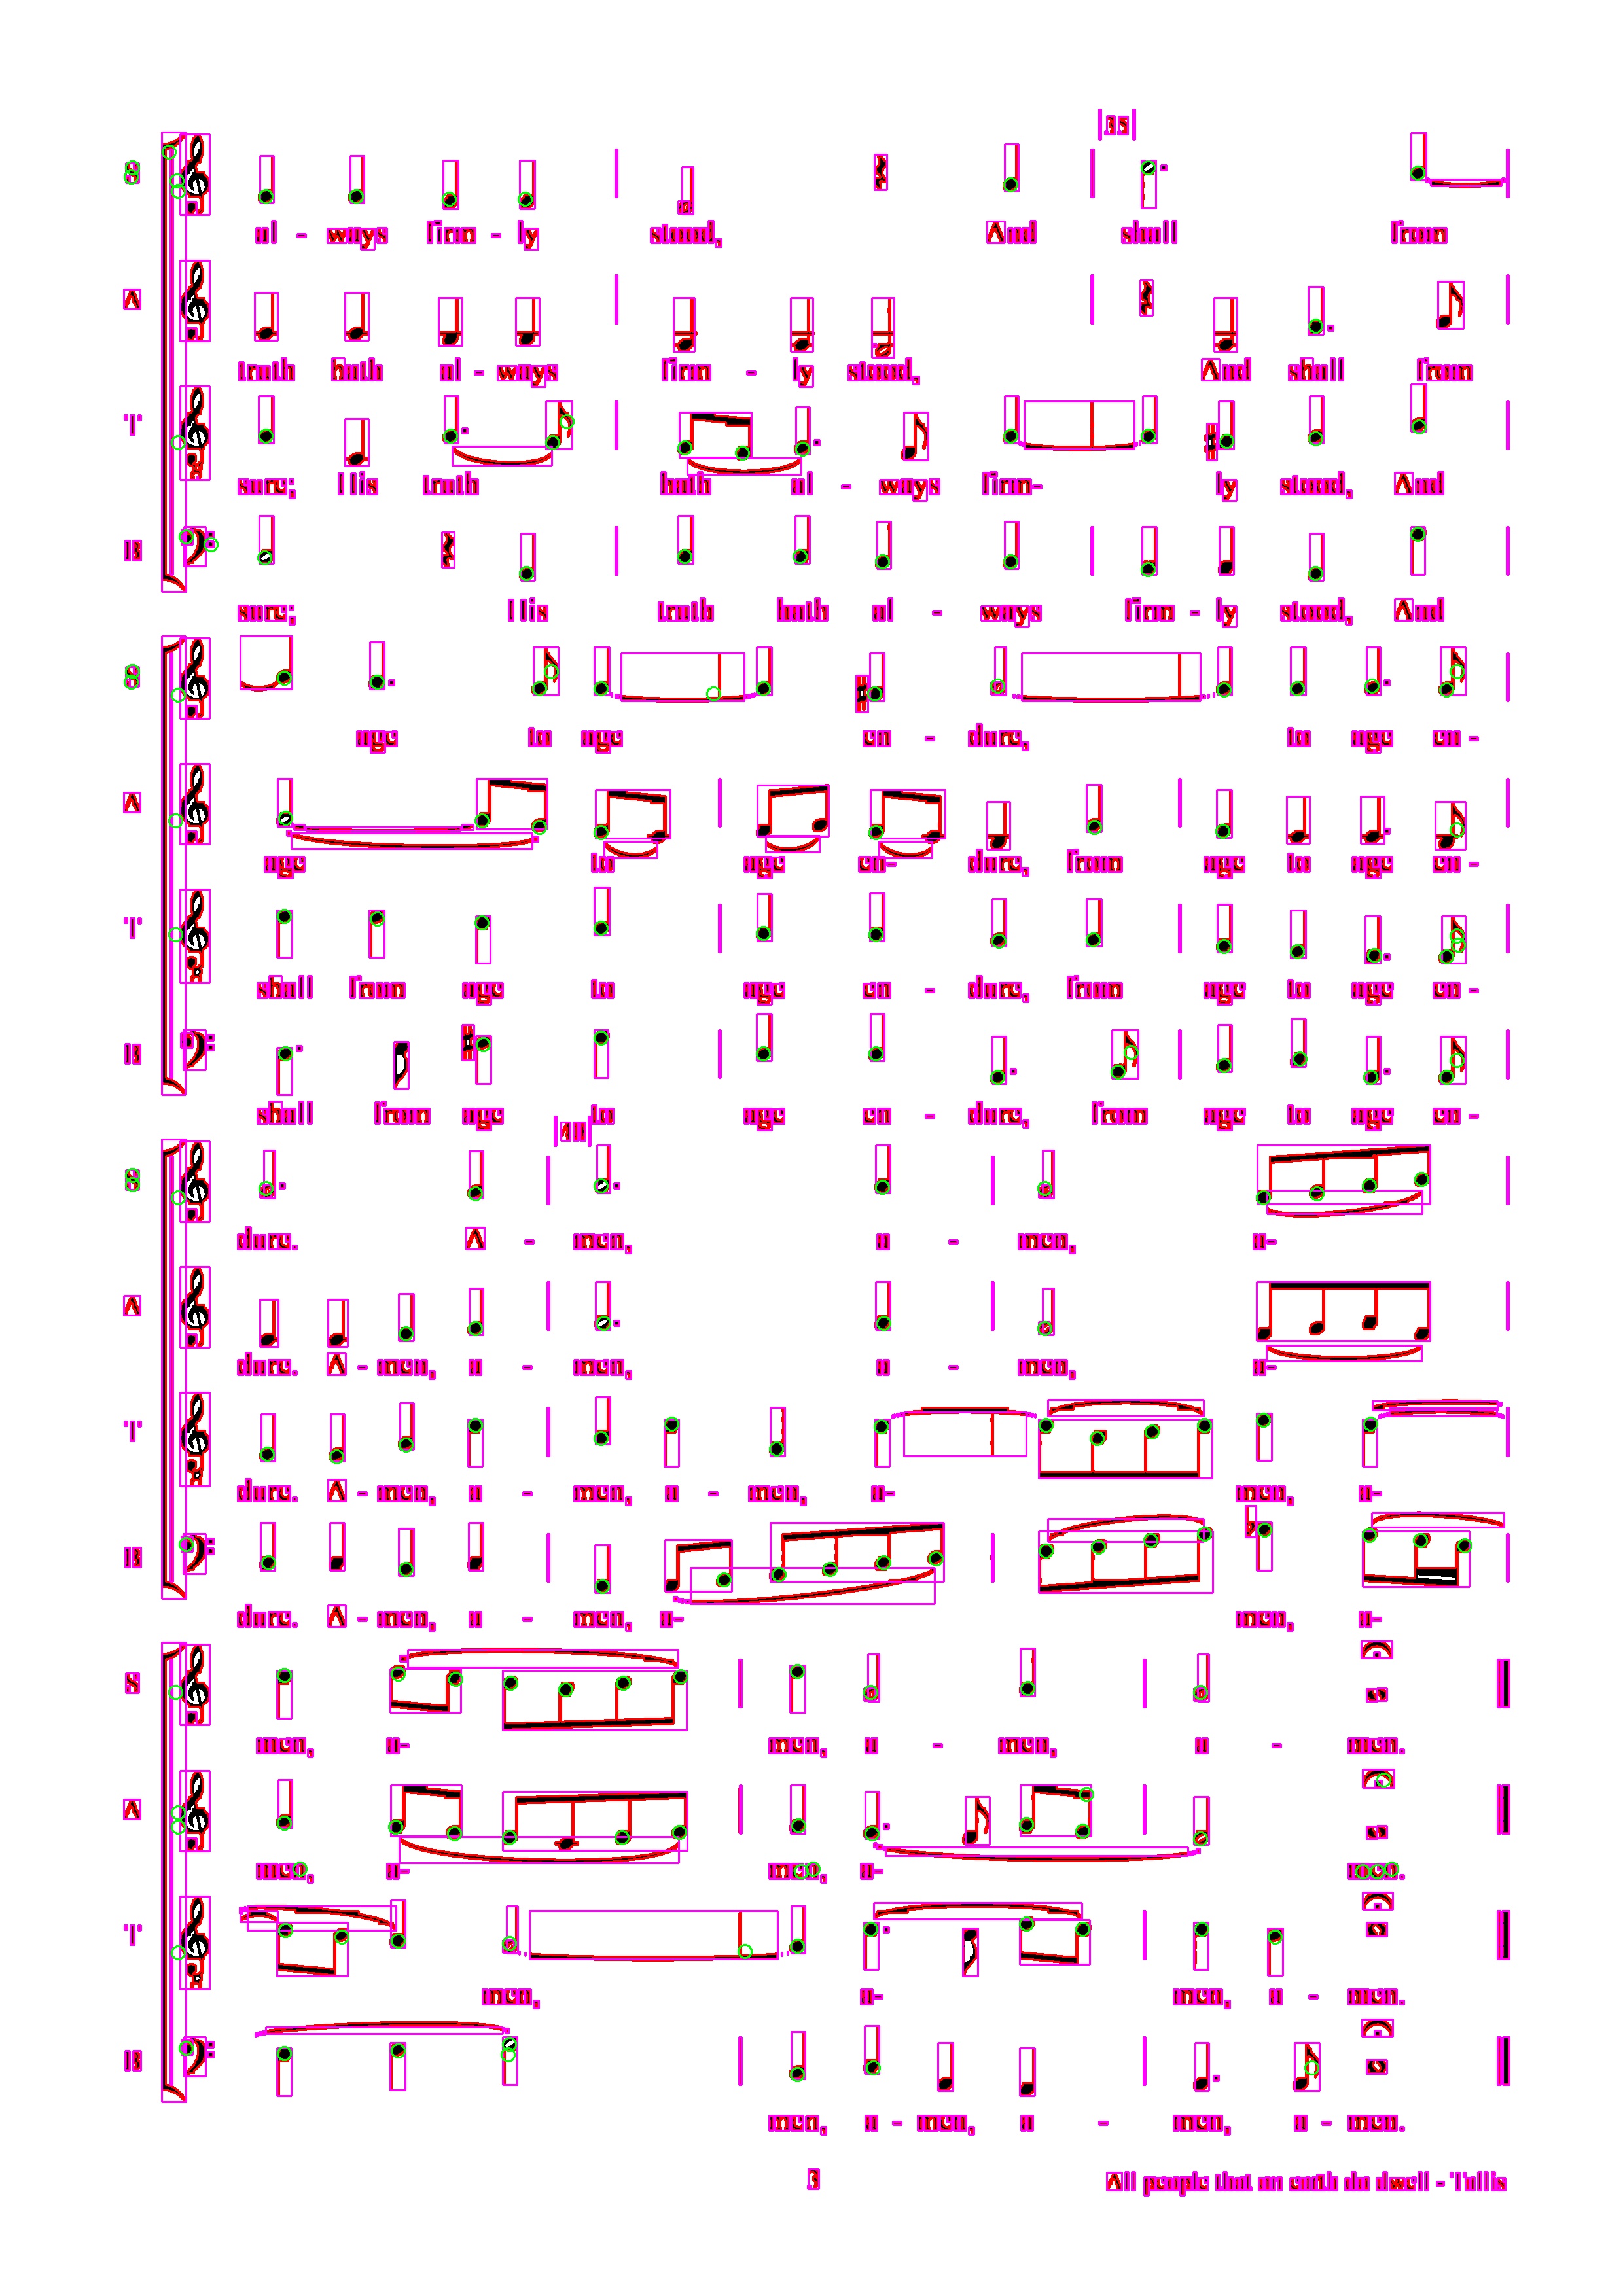 35
S
al - ways firm - ly stood, And shall from
A
truth hath al - ways firm - ly stood, And shall from
T
sure; His truth hath al - ways firm- ly stood, And
B
sure; His truth hath al - ways firm - ly stood, And
S
age to age en - dure, to age en -
A
age to age en- dure, from age to age en -
T
shall from age to age en - dure, from age to age en -
B
shall from age to age en - dure, from age to age en -
40
S
dure. A - men, a - men, a-
A
dure. A - men, a - men, a - men, a-
T
dure. A - men, a - men, a - men, a- men, a-
B
dure. A - men, a - men, a- men, a-
S
men, a- men, a - men, a - men.
A
men, a- men, a- men.
T
men, a- men, a - men.
B
men, a - men, a - men, a - men.
3
All people that on earth do dwell - Tallis